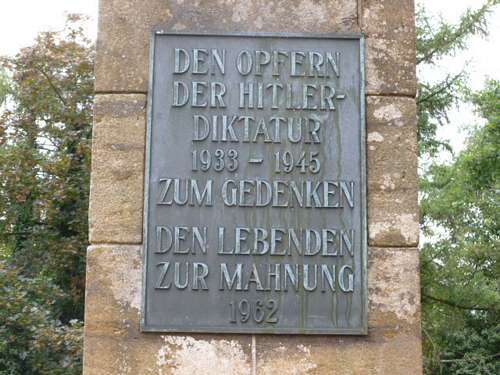 DEN OPFERN
DER HITLER-
DIKTATUR
1933 - 1945
ZUM GEDENKEN
DEN LEBENDEN
ZUR MAHNUNG
1962